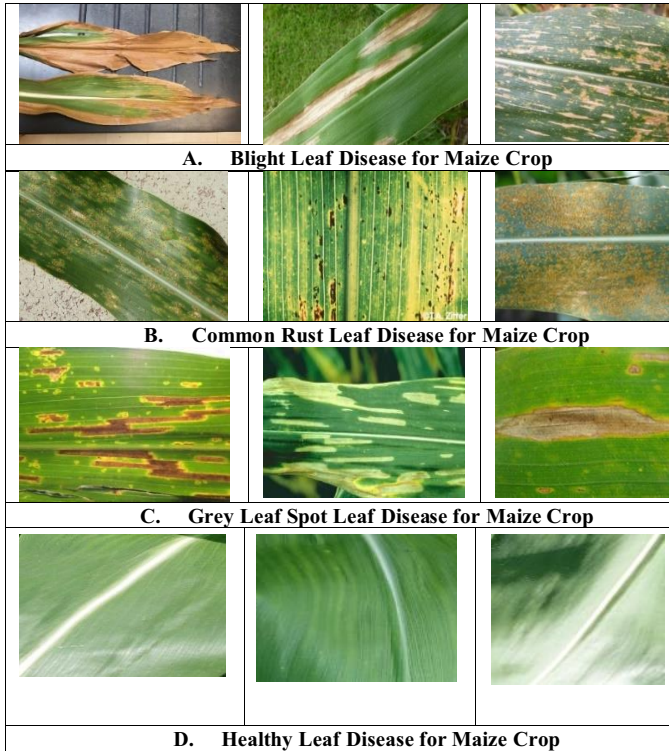 A. Blight Leaf Disease for Maize Crop
©T.A. Zitter
B. Common Rust Leaf Disease for Maize Crop
C. Grey Leaf Spot Leaf Disease for Maize Crop
D. Healthy Leaf Disease for Maize Crop